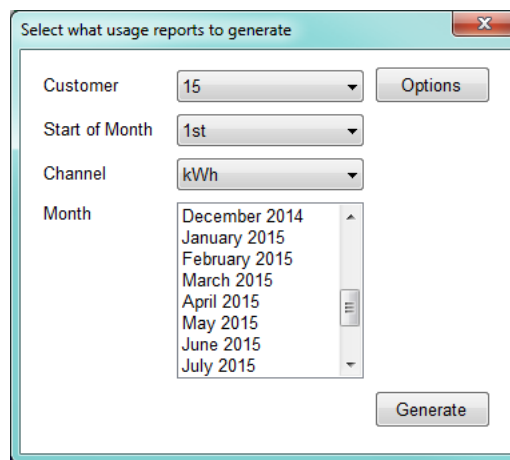 Select what usage reports to generate
Customer 15 Options
Start of Month 1st
Channel kWh
Month
December 2014
January 2015
February 2015
March 2015
April 2015
May 2015
June 2015
July 2015
Generate